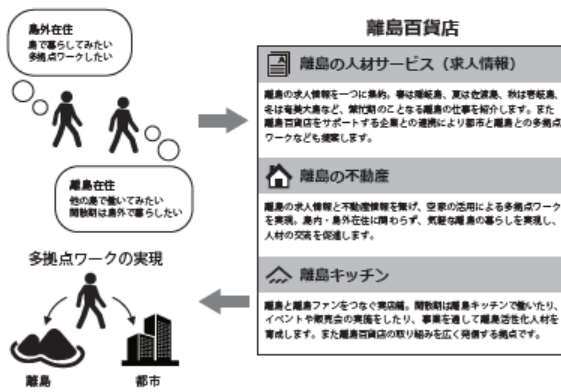 島外在住
島で暮らしてみたい
多拠点ワークしたい
離島在住
他の島で働いてみたい
閑散期は島外で暮らしたい
多拠点ワークの実現
離島
都市
離島百貨店
離島の人材サービス（求人情報）
離島の求人情報を一つに集約。春は隠岐島、夏は佐渡島、秋は壱岐島、
冬は奄美大島など、繁忙期のことなる離島の仕事を紹介します。また
離島百貨店をサポートする企業との連携により都市と離島との多拠点
ワークなども提案します。
離島の不動産
離島の求人情報と不動産情報を繋げ、空家の活用による多拠点ワーク
を実現。島内・島外在住に関わらず、気軽な離島の暮らしを実現し、
人材の交流を促進します。
離島キッチン
離島と離島ファンをつなぐ実店舗。閑散期は離島キッチンで働いたり、
イベントや販売会の実施をしたり、事業を通して離島活性化人材を
育成します。また離島百貨店の取り組みを広く発信する拠点です。